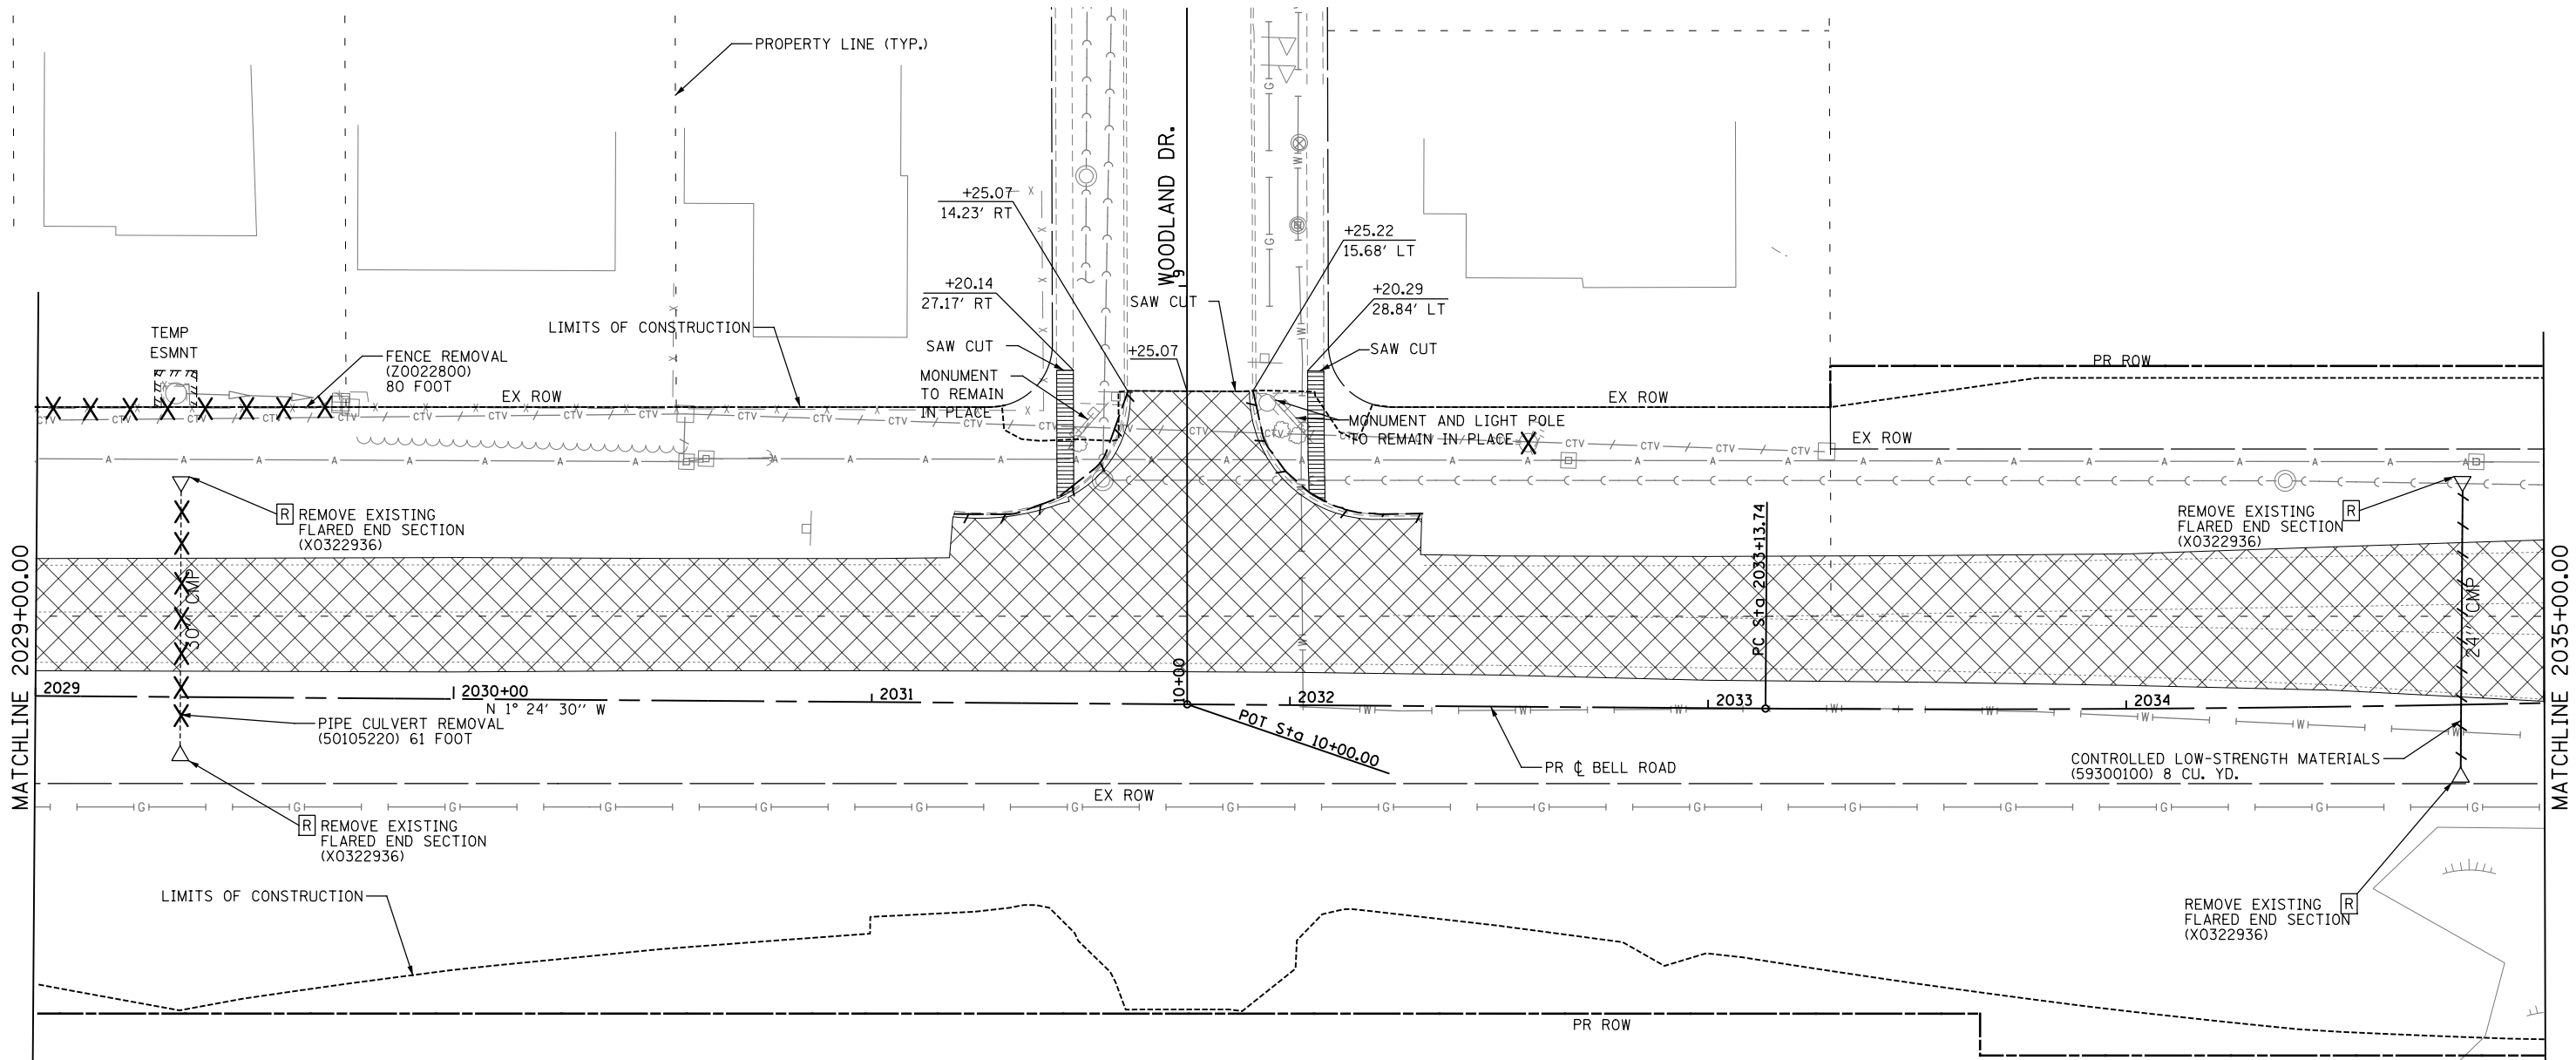 PROPERTY LINE (TYP.)
WOODLAND DR.
9
+25.07
14.23' RT
+25.22
15.68' LT
+20.14
27.17' RT
+20.29
28.84' LT
SAW CUT
+25.07
SAW CUT
SAW CUT
MONUMENT
TO REMAIN
IN PLACE
MONUMENT AND LIGHT POLE
TO REMAIN IN PLACE
LIMITS OF CONSTRUCTION
TEMP
ESMNT
FENCE REMOVAL
(Z0022800)
80 FOOT
EX ROW
EX ROW
PR ROW
EX ROW
R REMOVE EXISTING
FLARED END SECTION
(X0322936)
REMOVE EXISTING R
FLARED END SECTION
(X0322936)
30" CMP
24" CMP
PC Sta 2033+13.74
MATCHLINE 2029+00.00
MATCHLINE 2035+00.00
2029
2030+00
2031
10+00
2032
2033
2034
N 1° 24' 30'' W
PIPE CULVERT REMOVAL
(50105220) 61 FOOT
POT Sta 10+00.00
PR ℄ BELL ROAD
CONTROLLED LOW-STRENGTH MATERIALS
(59300100) 8 CU. YD.
EX ROW
R REMOVE EXISTING
FLARED END SECTION
(X0322936)
LIMITS OF CONSTRUCTION
REMOVE EXISTING R
FLARED END SECTION
(X0322936)
PR ROW